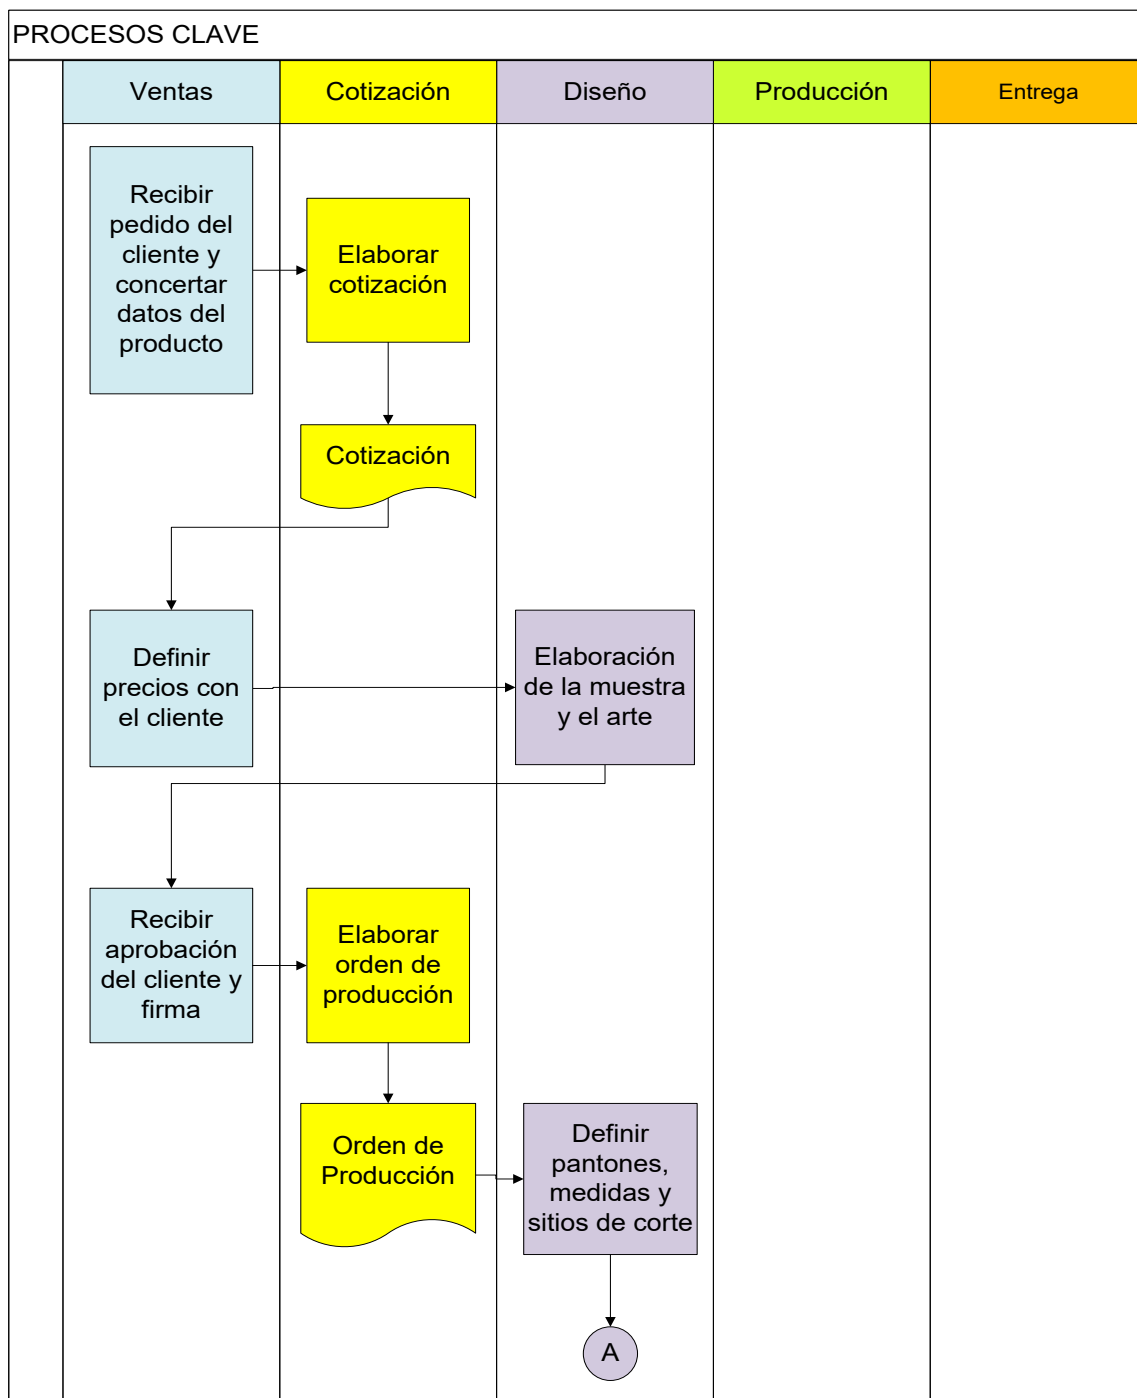 PROCESOS CLAVE
Ventas
Cotización
Diseño
Producción
Entrega
Recibir
pedido del
cliente y
concertar
datos del
producto
Elaborar
cotización
Cotización
Definir
precios con
el cliente
Elaboración
de la muestra
y el arte
Recibir
aprobación
del cliente y
firma
Elaborar
orden de
producción
Orden de
Producción
Definir
pantones,
medidas y
sitios de corte
A